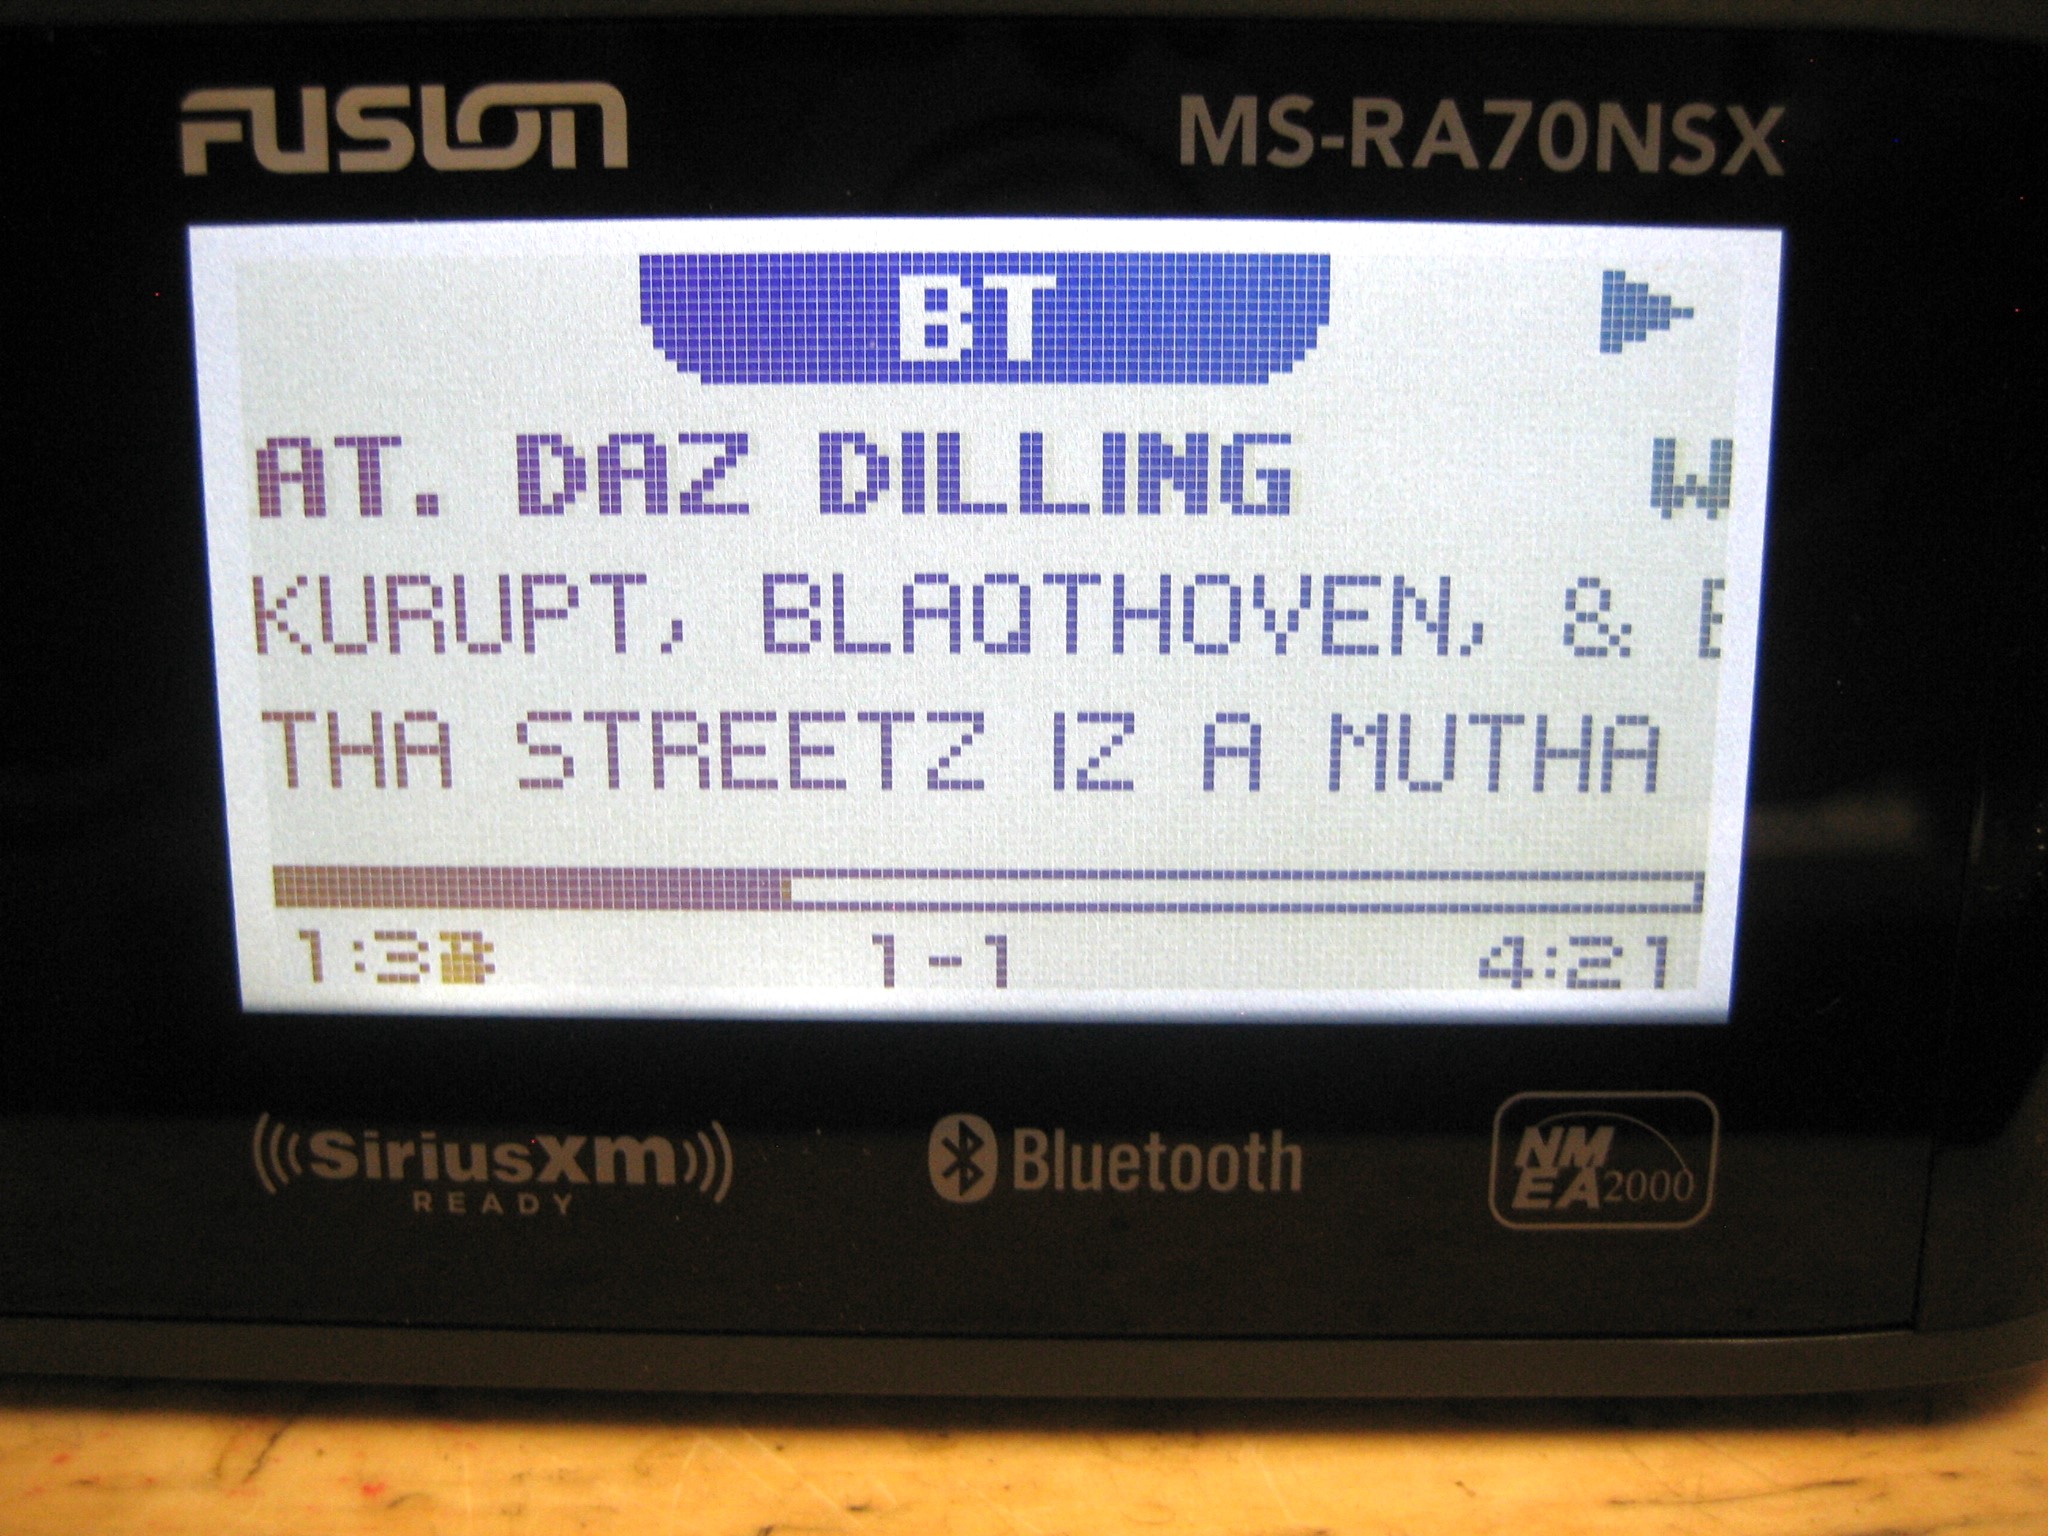 FUSION MS-RA70NSX
BT
AT. DAZ DILLING W
KURUPT, BLAQTHOVEN, &
THA STREETZ IZ A MUTHA
1-1 4:21
SiriusXm Bluetooth NMEA 2000
READY